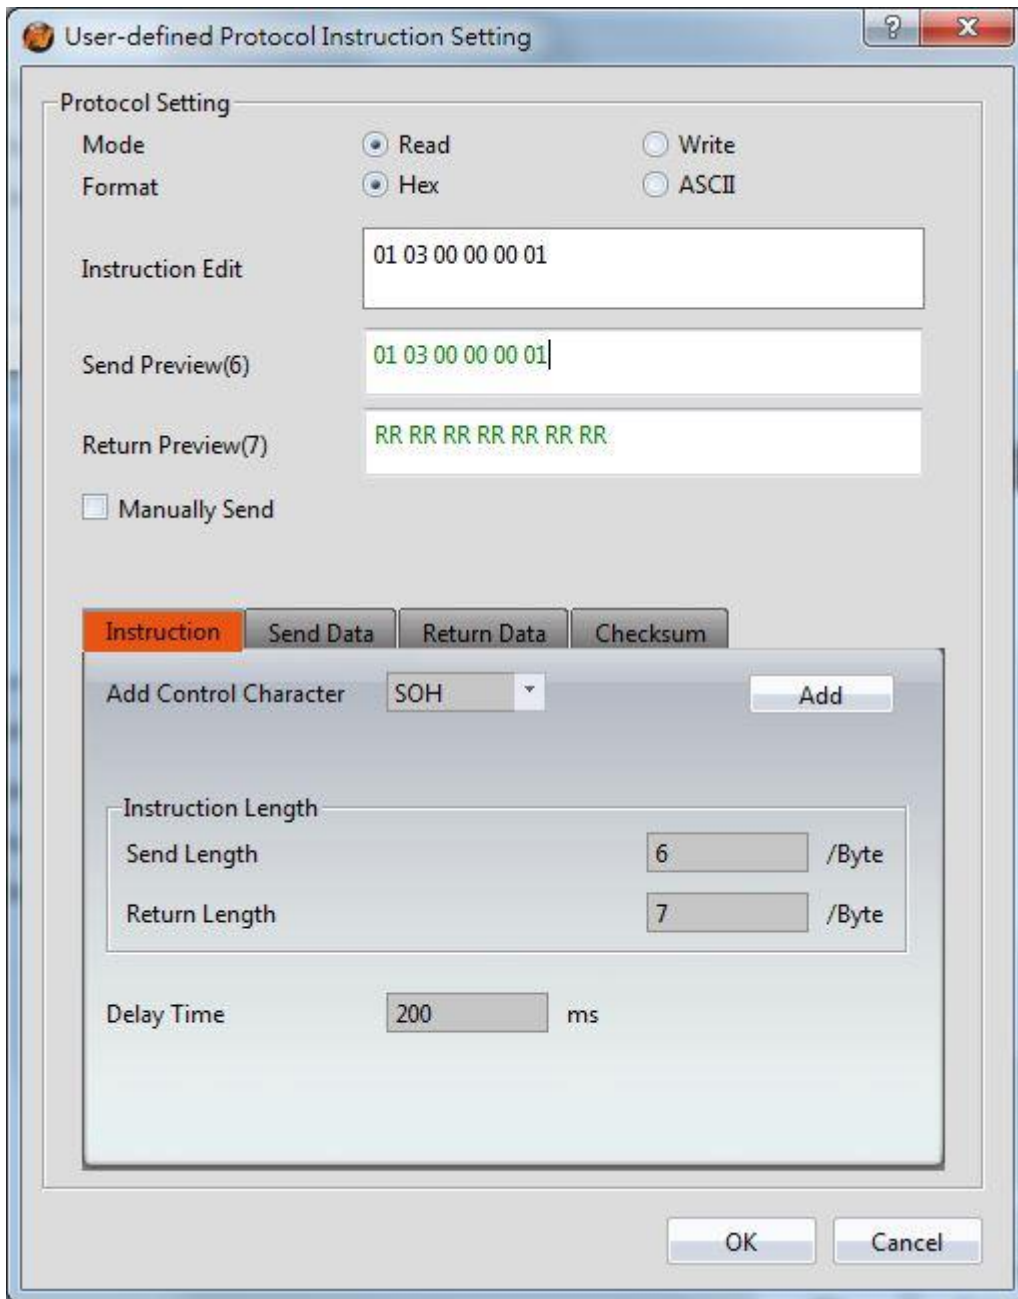 User-defined Protocol Instruction Setting
Protocol Setting
Mode Read Write
Format Hex ASCII
Instruction Edit 01 03 00 00 00 01
Send Preview(6) 01 03 00 00 00 01
Return Preview(7) RR RR RR RR RR RR RR
Manually Send
Instruction Send Data Return Data Checksum
Add Control Character SOH Add
Instruction Length
Send Length 6 /Byte
Return Length 7 /Byte
Delay Time 200 ms
OK Cancel